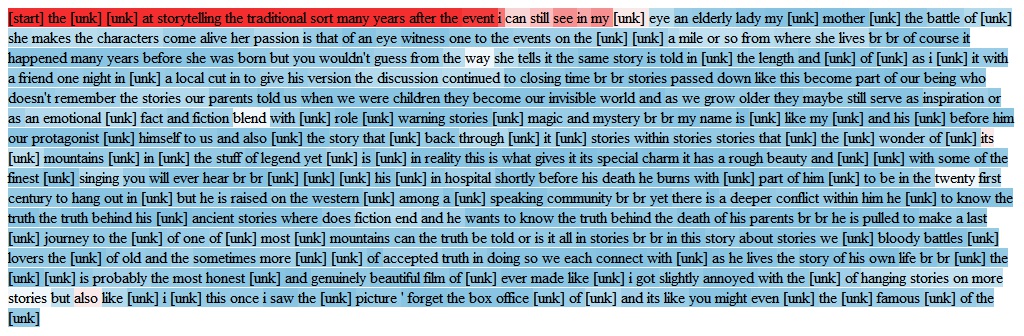 [start] the [unk] [unk] at storytelling the traditional sort many years after the event i can still see in my [unk] eye an elderly lady my [unk] mother the battle of [unk]
she makes the characters come alive her passion is that of an eye witness one to the events on the [unk] [unk] a mile or so from where she lives br br of course it
happened many years before she was born but you wouldn't guess from the way she tells it the same story is told in [unk] the length and [unk] of [unk] as i [unk] it with
a friend one night in [unk] a local cut in to give his version the discussion continued to closing time br br stories passed down like this become part of our being who
doesn't remember the stories our parents told us when we were children they become our invisible world and as we grow older they maybe still serve as inspiration or
as an emotional [unk] fact and fiction blend with [unk] role [unk] warning stories [unk] magic and mystery br br my name is [unk] like my [unk] and his [unk] before him
our protagonist [unk] himself to us and also [unk] the story that [unk] back through [unk] it [unk] stories within stories stories that [unk] the [unk] wonder of [unk] its
[unk] mountains [unk] in [unk] the stuff of legend yet [unk] is [unk] in reality this is what gives it its special charm it has a rough beauty and [unk] [unk] with some of the
finest [unk] singing you will ever hear br br [unk] [unk] [unk] his [unk] in hospital shortly before his death he burns with [unk] part of him [unk] to be in the twenty first
century to hang out in [unk] but he is raised on the western [unk] among a [unk] speaking community br br yet there is a deeper conflict within him he [unk] to know the
truth the truth behind his [unk] ancient stories where does fiction end and he wants to know the truth behind the death of his parents br br he is pulled to make a last
[unk] journey to the [unk] of one of [unk] most [unk] mountains can the truth be told or is it all in stories br br in this story about stories we [unk] bloody battles [unk]
lovers the [unk] of old and the sometimes more [unk] [unk] of accepted truth in doing so we each connect with [unk] as he lives the story of his own life br br [unk] the
[unk] [unk] is probably the most honest [unk] and genuinely beautiful film of [unk] ever made like [unk] i got slightly annoyed with the [unk] of hanging stories on more
stories but also like [unk] i [unk] this once i saw the [unk] picture ' forget the box office [unk] of [unk] and its like you might even [unk] the [unk] famous [unk] of the
[unk]